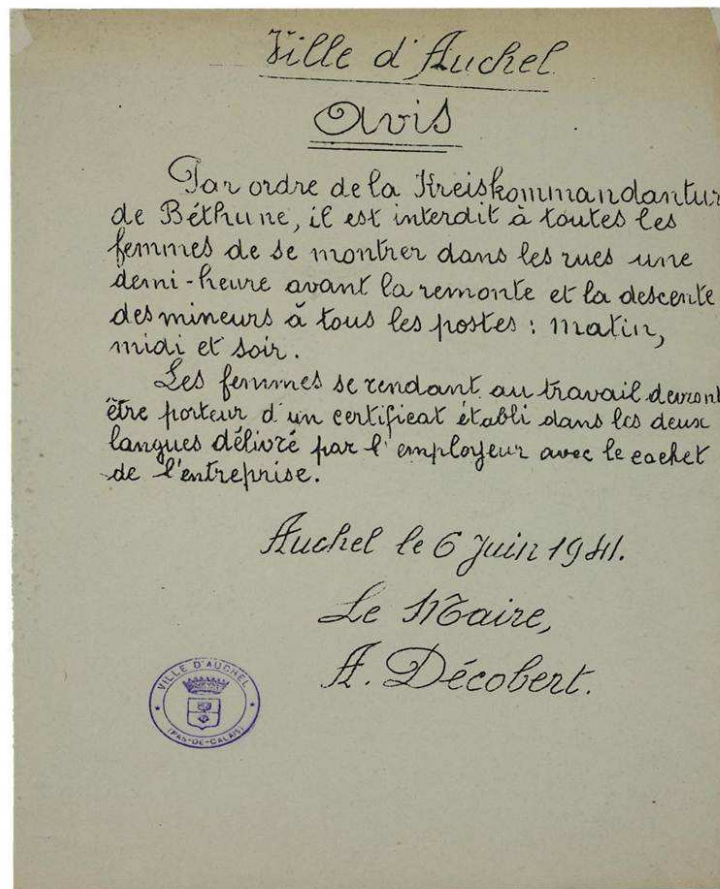 Ville d'Auchel
Avis
Par ordre de la Kreiskommandantur
de Béthune, il est interdit à toutes les
femmes de se montrer dans les rues une
demi-heure avant la remonte et la descente
des mineurs à tous les postes : matin,
midi et soir.
Les femmes se rendant au travail devront
être porteur d'un certificat établi dans les deux
langues délivré par l'employeur avec le cachet
de l'entreprise.
Auchel le 6 Juin 1941.
Le Maire,
A. Décobert.
VILLE D'AUCHEL
(PAS-DE-CALAIS)